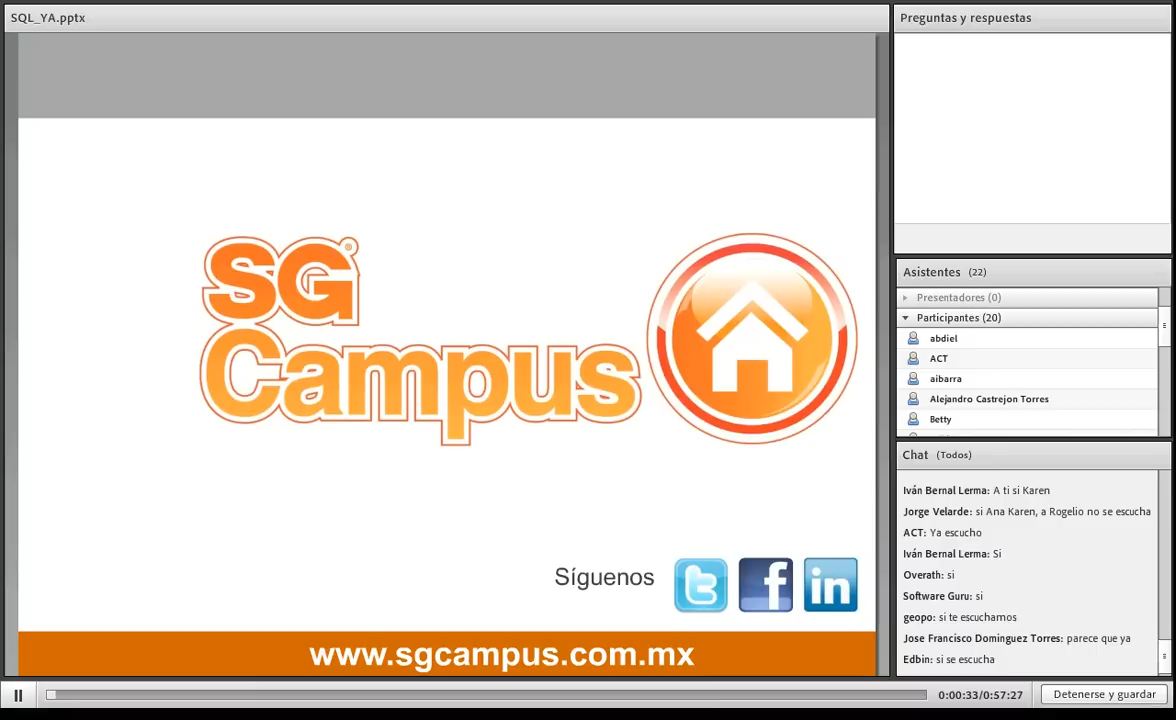 SQL_YA.pptx
SG®
Campus
Síguenos
www.sgcampus.com.mx
Preguntas y respuestas
Asistentes (22)
Presentadores (0)
Participantes (20)
abdiel
ACT
aibarra
Alejandro Castrejon Torres
Betty
Chat (Todos)
Iván Bernal Lerma: A ti si Karen
Jorge Velarde: si Ana Karen, a Rogelio no se escucha
ACT: Ya escucho
Iván Bernal Lerma: Si
Overath: si
Software Guru: si
geopo: si te escuchamos
Jose Francisco Dominguez Torres: parece que ya
Edbin: si se escucha
0:00:33/0:57:27
Detenerse y guardar